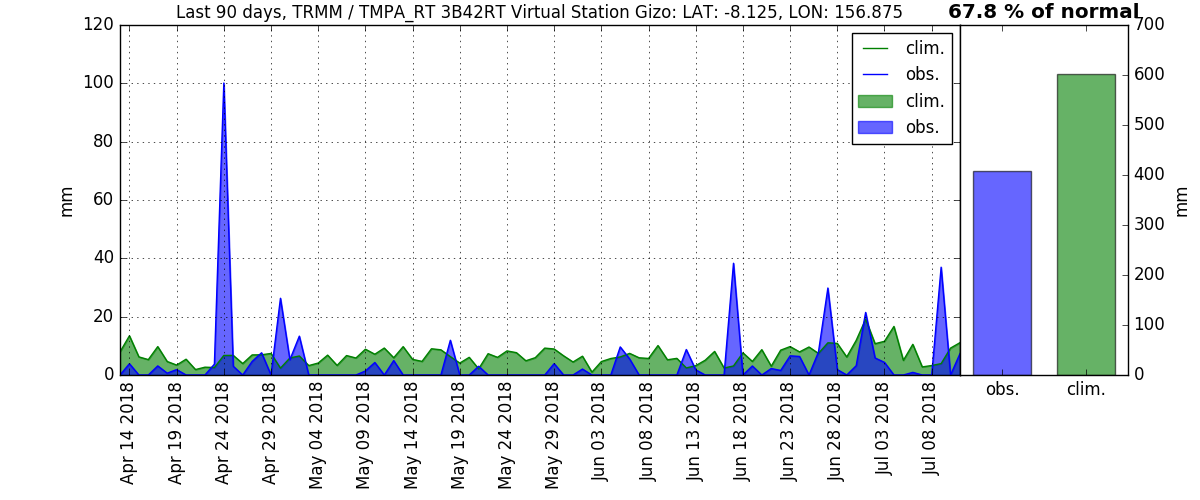 Last 90 days, TRMM / TMPA_RT 3B42RT Virtual Station Gizo: LAT: -8.125, LON: 156.875
67.8 % of normal
120
100
80
60
40
20
0
mm
clim.
obs.
clim.
obs.
700
600
500
400
300
200
100
0
mm
Apr 14 2018
Apr 19 2018
Apr 24 2018
Apr 29 2018
May 04 2018
May 09 2018
May 14 2018
May 19 2018
May 24 2018
May 29 2018
Jun 03 2018
Jun 08 2018
Jun 13 2018
Jun 18 2018
Jun 23 2018
Jun 28 2018
Jul 03 2018
Jul 08 2018
obs.
clim.